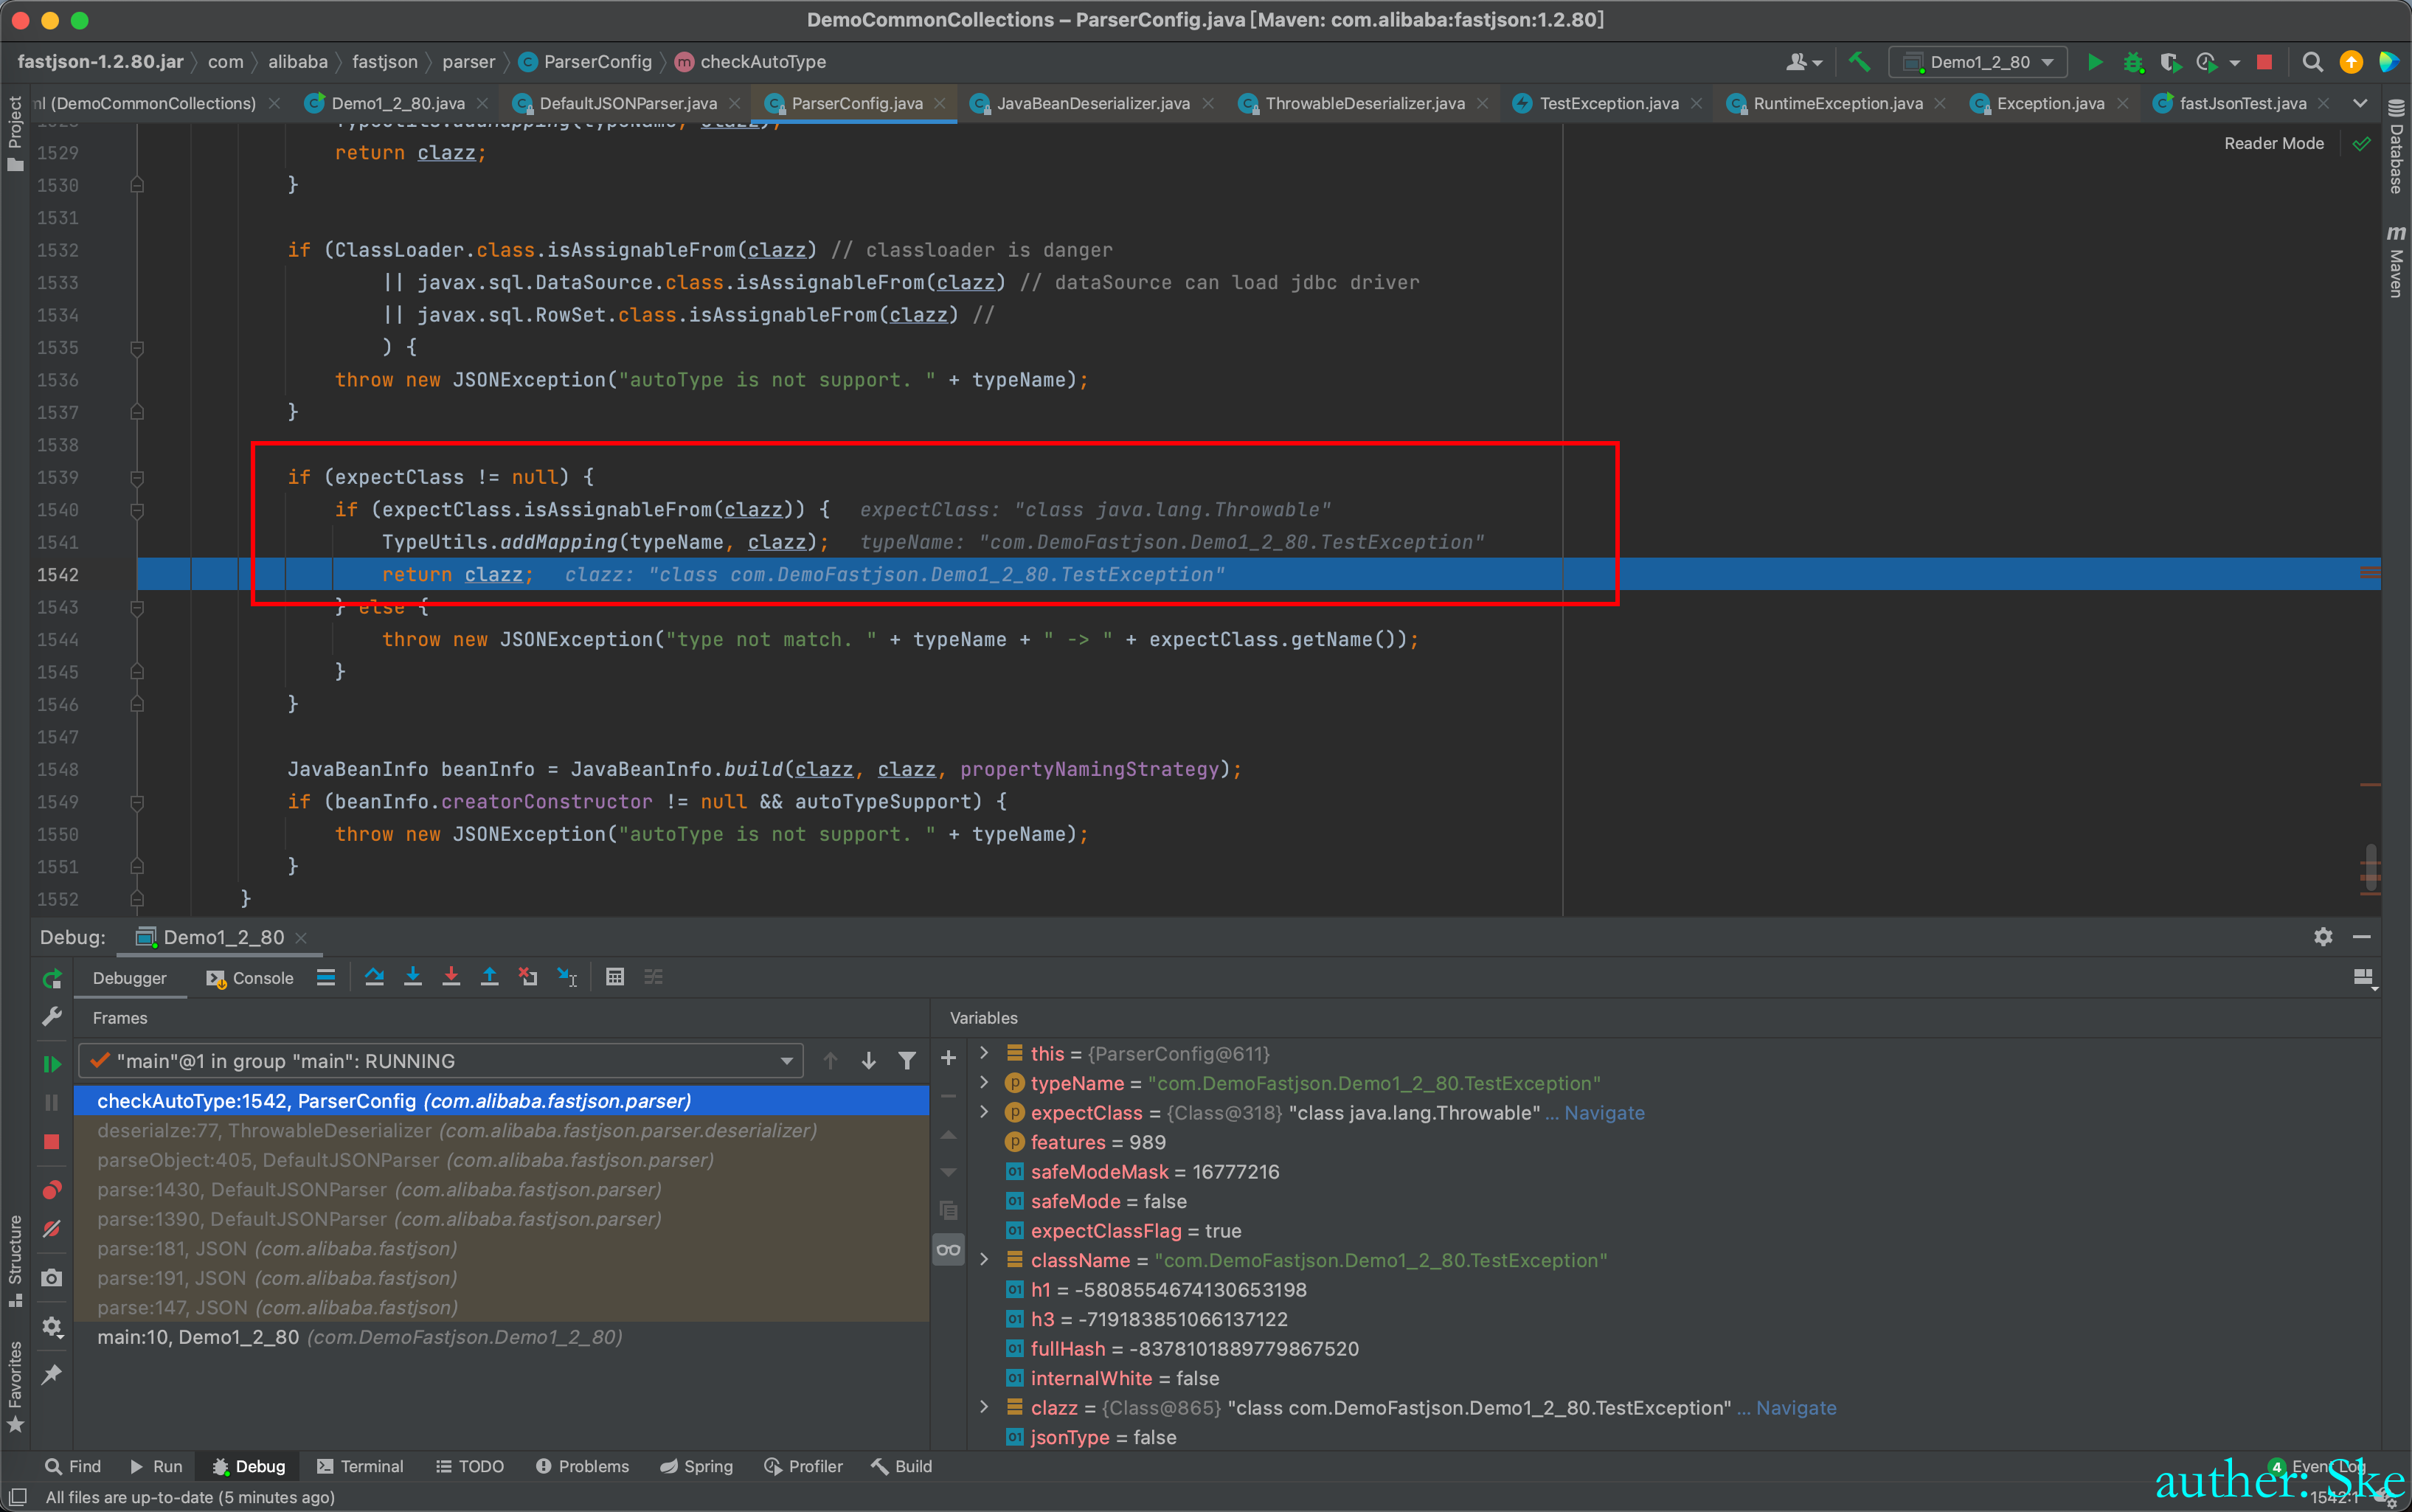 DemoCommonCollections – ParserConfig.java [Maven: com.alibaba:fastjson:1.2.80]
fastjson-1.2.80.jar com alibaba fastjson parser ParserConfig checkAutoType
Demo1_2_80
ml (DemoCommonCollections) Demo1_2_80.java DefaultJSONParser.java ParserConfig.java JavaBeanDeserializer.java ThrowableDeserializer.java TestException.java RuntimeException.java Exception.java fastJsonTest.java
Project
Reader Mode
Database
Maven
1529 return clazz;
1530 }
1531
1532 if (ClassLoader.class.isAssignableFrom(clazz) // classloader is danger
1533 || javax.sql.DataSource.class.isAssignableFrom(clazz) // dataSource can load jdbc driver
1534 || javax.sql.RowSet.class.isAssignableFrom(clazz) //
1535 ) {
1536 throw new JSONException("autoType is not support. " + typeName);
1537 }
1538
1539 if (expectClass != null) {
1540 if (expectClass.isAssignableFrom(clazz)) { expectClass: "class java.lang.Throwable"
1541 TypeUtils.addMapping(typeName, clazz); typeName: "com.DemoFastjson.Demo1_2_80.TestException"
1542 return clazz; clazz: "class com.DemoFastjson.Demo1_2_80.TestException"
1543 } else {
1544 throw new JSONException("type not match. " + typeName + " -> " + expectClass.getName());
1545 }
1546 }
1547
1548 JavaBeanInfo beanInfo = JavaBeanInfo.build(clazz, clazz, propertyNamingStrategy);
1549 if (beanInfo.creatorConstructor != null && autoTypeSupport) {
1550 throw new JSONException("autoType is not support. " + typeName);
1551 }
1552 }
Debug: Demo1_2_80
Debugger Console
Frames
"main"@1 in group "main": RUNNING
checkAutoType:1542, ParserConfig (com.alibaba.fastjson.parser)
deserialze:77, ThrowableDeserializer (com.alibaba.fastjson.parser.deserializer)
parseObject:405, DefaultJSONParser (com.alibaba.fastjson.parser)
parse:1430, DefaultJSONParser (com.alibaba.fastjson.parser)
parse:1390, DefaultJSONParser (com.alibaba.fastjson.parser)
parse:181, JSON (com.alibaba.fastjson)
parse:191, JSON (com.alibaba.fastjson)
parse:147, JSON (com.alibaba.fastjson)
main:10, Demo1_2_80 (com.DemoFastjson.Demo1_2_80)
Variables
this = {ParserConfig@611}
typeName = "com.DemoFastjson.Demo1_2_80.TestException"
expectClass = {Class@318} "class java.lang.Throwable" ... Navigate
features = 989
safeModeMask = 16777216
safeMode = false
expectClassFlag = true
className = "com.DemoFastjson.Demo1_2_80.TestException"
h1 = -5808554674130653198
h3 = -719183851066137122
fullHash = -8378101889779867520
internalWhite = false
clazz = {Class@865} "class com.DemoFastjson.Demo1_2_80.TestException" ... Navigate
jsonType = false
Structure
Favorites
Find Run Debug Terminal TODO Problems Spring Profiler Build 4 Event Log
All files are up-to-date (5 minutes ago) 1542:1
auther: Ske